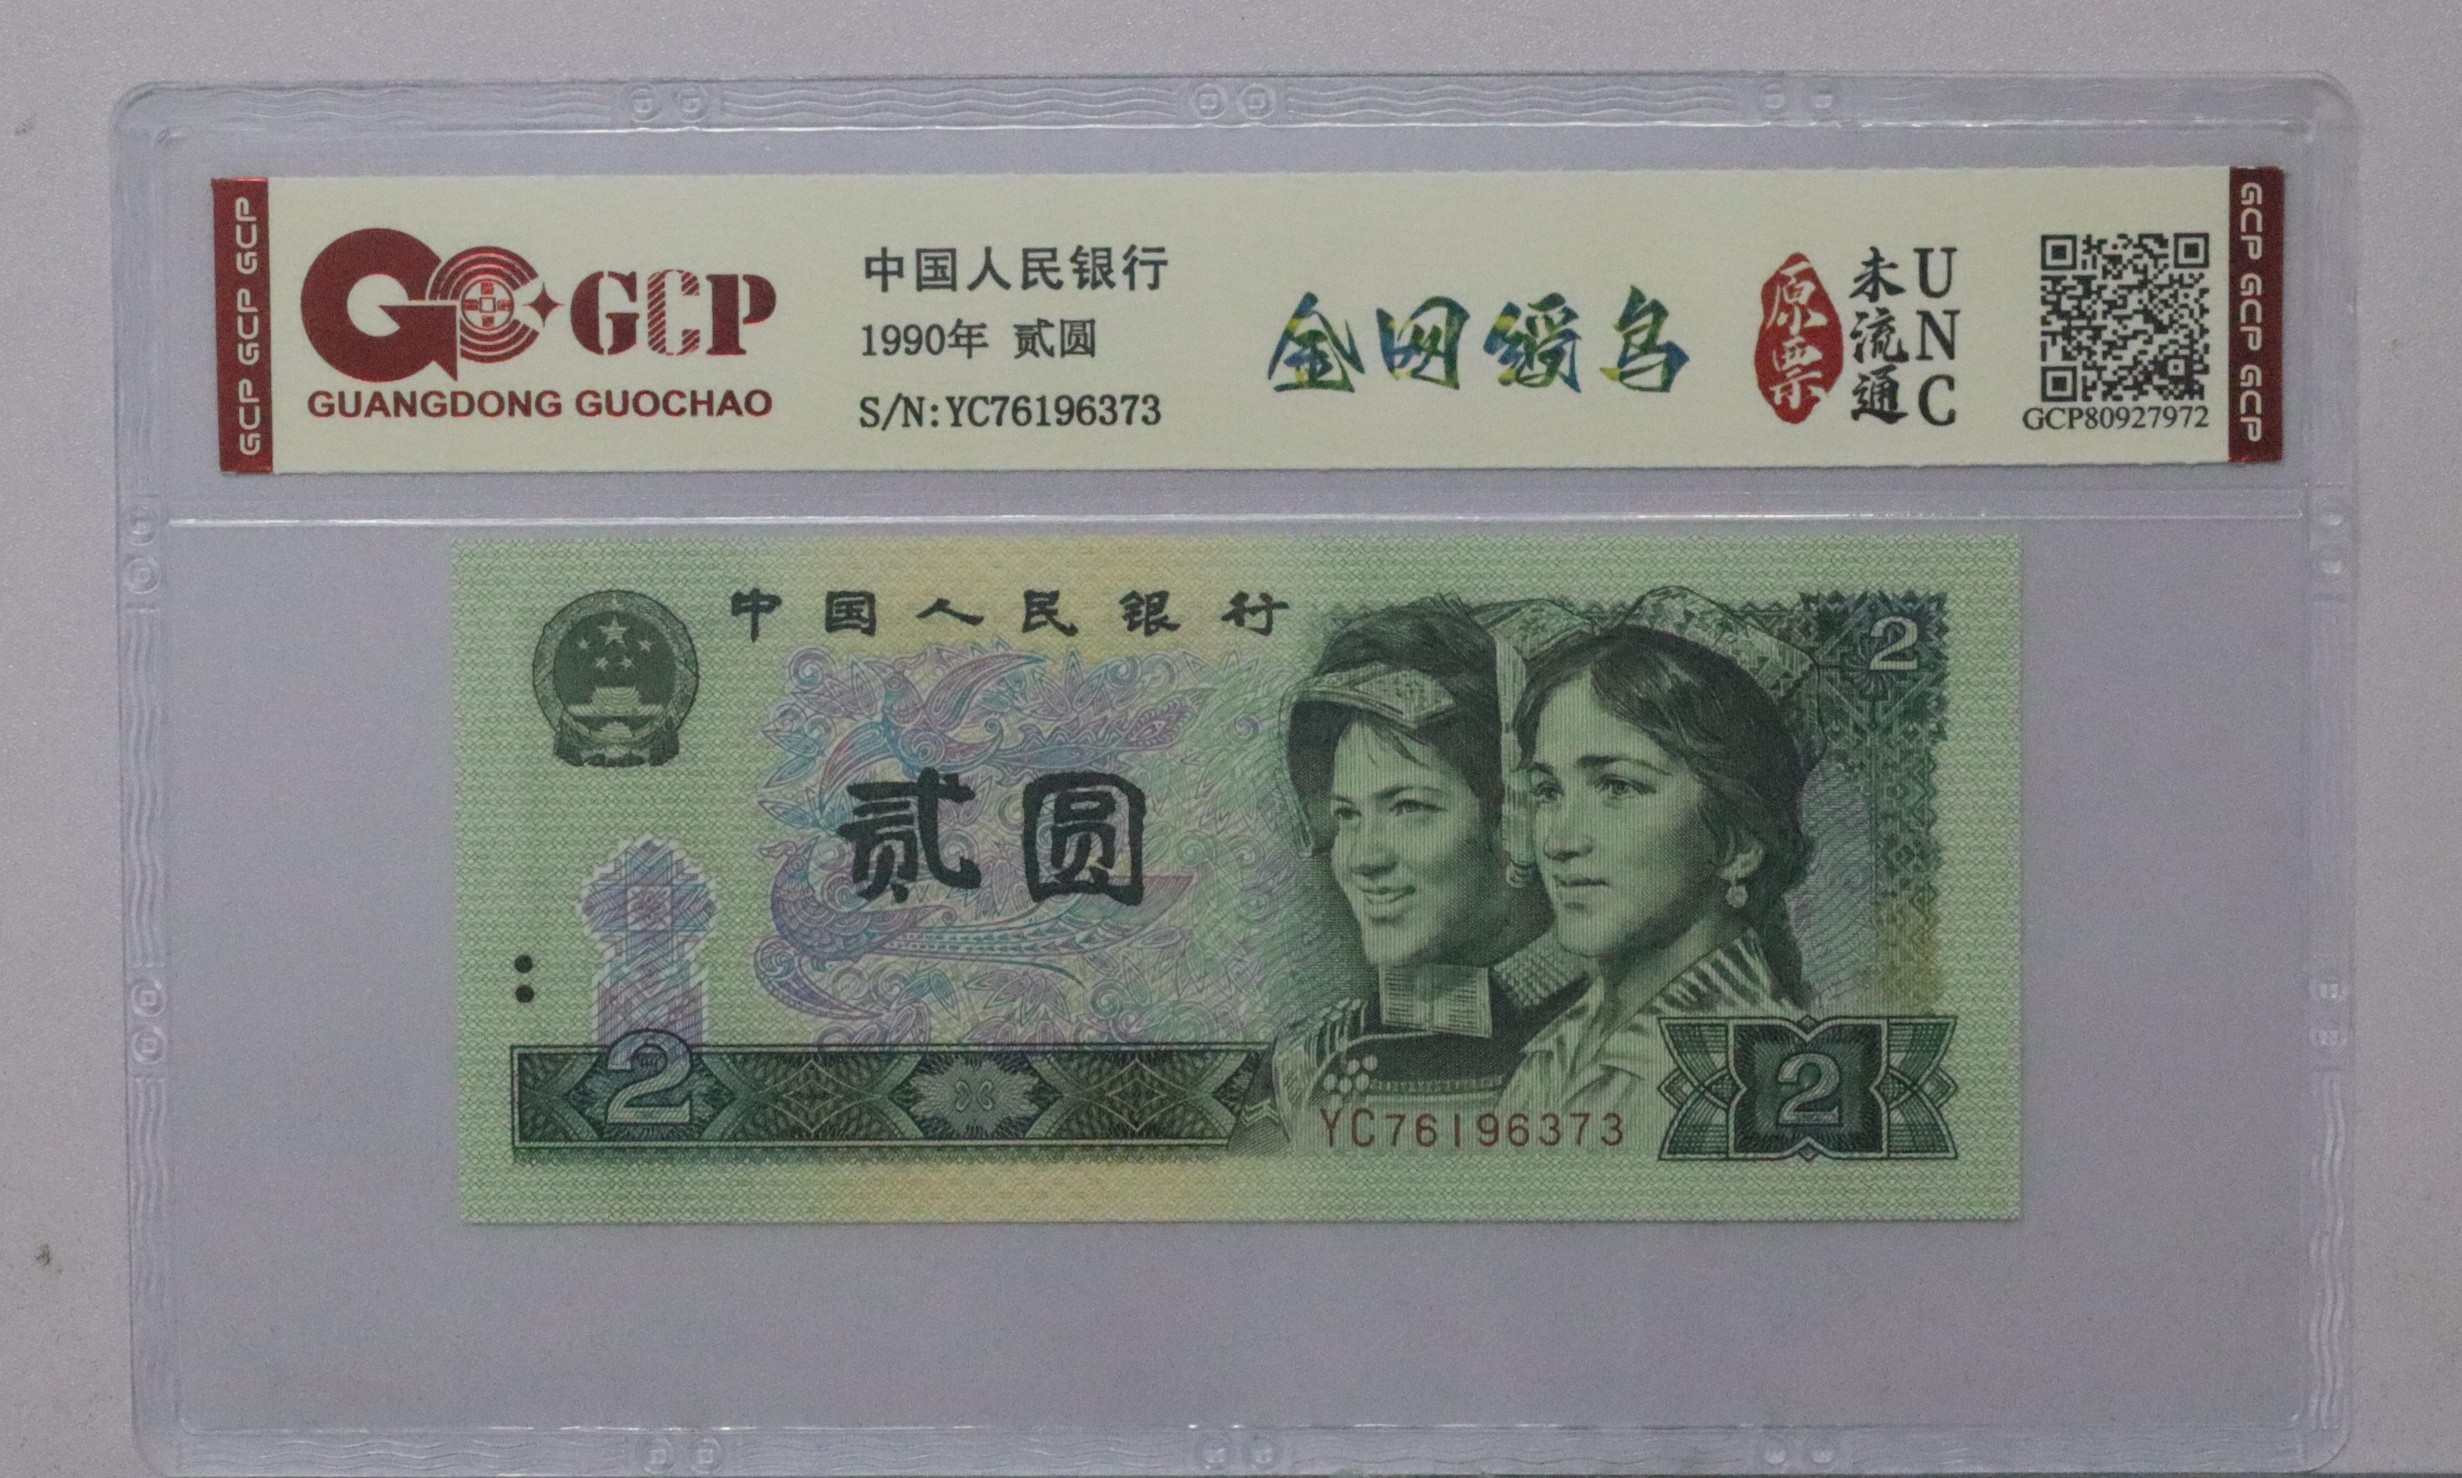 GCP GCP GCP
GCP
GUANGDONG GUOCHAO
中国人民银行
1990年 贰圆
S/N:YC76196373
金网绶鸟
原票
未流通
UNC
GCP80927972
GCP GCP GCP
中国人民银行
2
贰圆
2
YC76196373
2